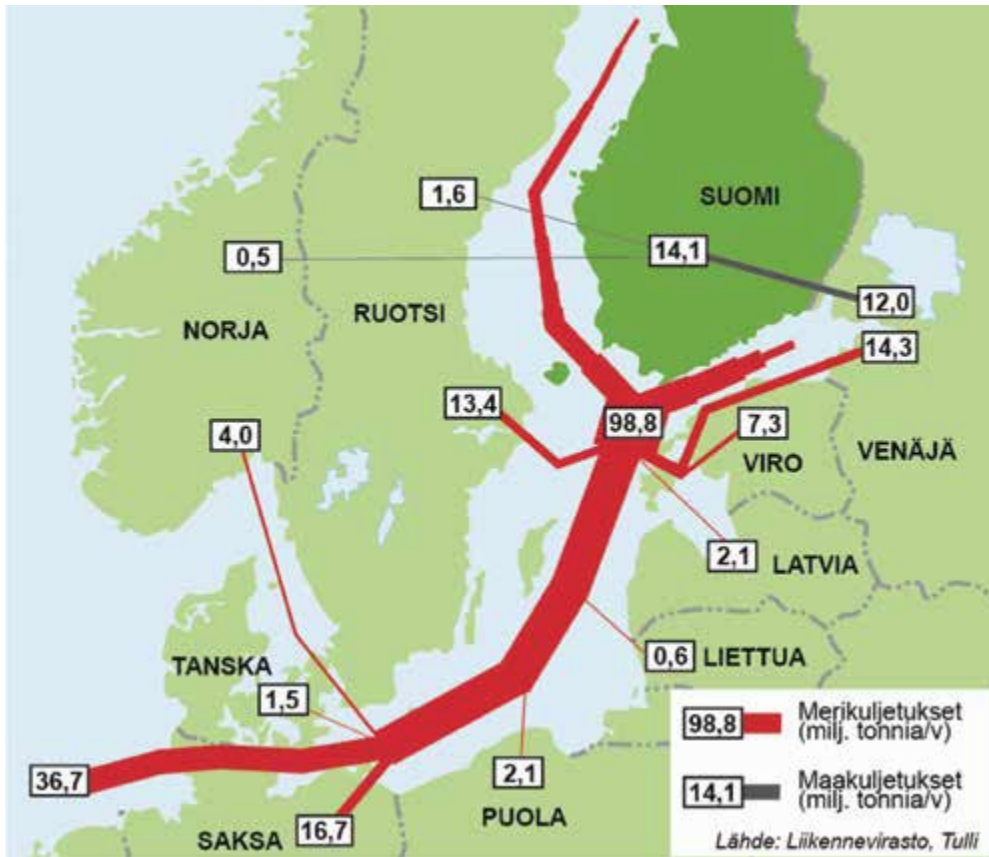 SUOMI
1,6
14,1
0,5
12,0
NORJA
RUOTSI
14,3
13,4
98,8
7,3
4,0
VIRO
VENÄJÄ
2,1
LATVIA
0,6
LIETTUA
TANSKA
1,5
36,7
2,1
PUOLA
SAKSA
16,7
98,8
Merikuljetukset
(milj. tonnia/v)
14,1
Maakuljetukset
(milj. tonnia/v)
Lähde: Liikennevirasto, Tulli